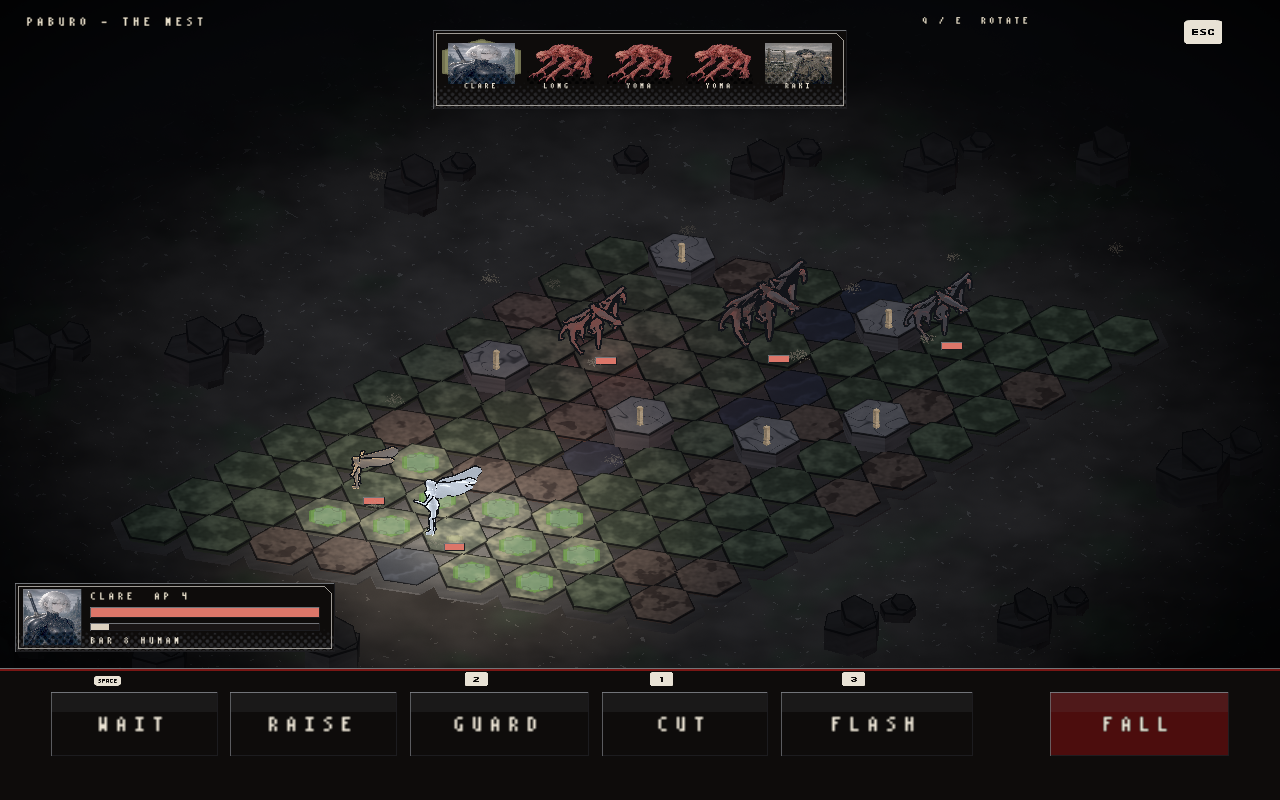 PABURO - THE NEST
Q / E ROTATE
ESC
CLARE
LONG
YOMA
YOMA
RAKI
CLARE AP 4
BAR 8 HUMAN
SPACE
2
1
3
WAIT
RAISE
GUARD
CUT
FLASH
FALL